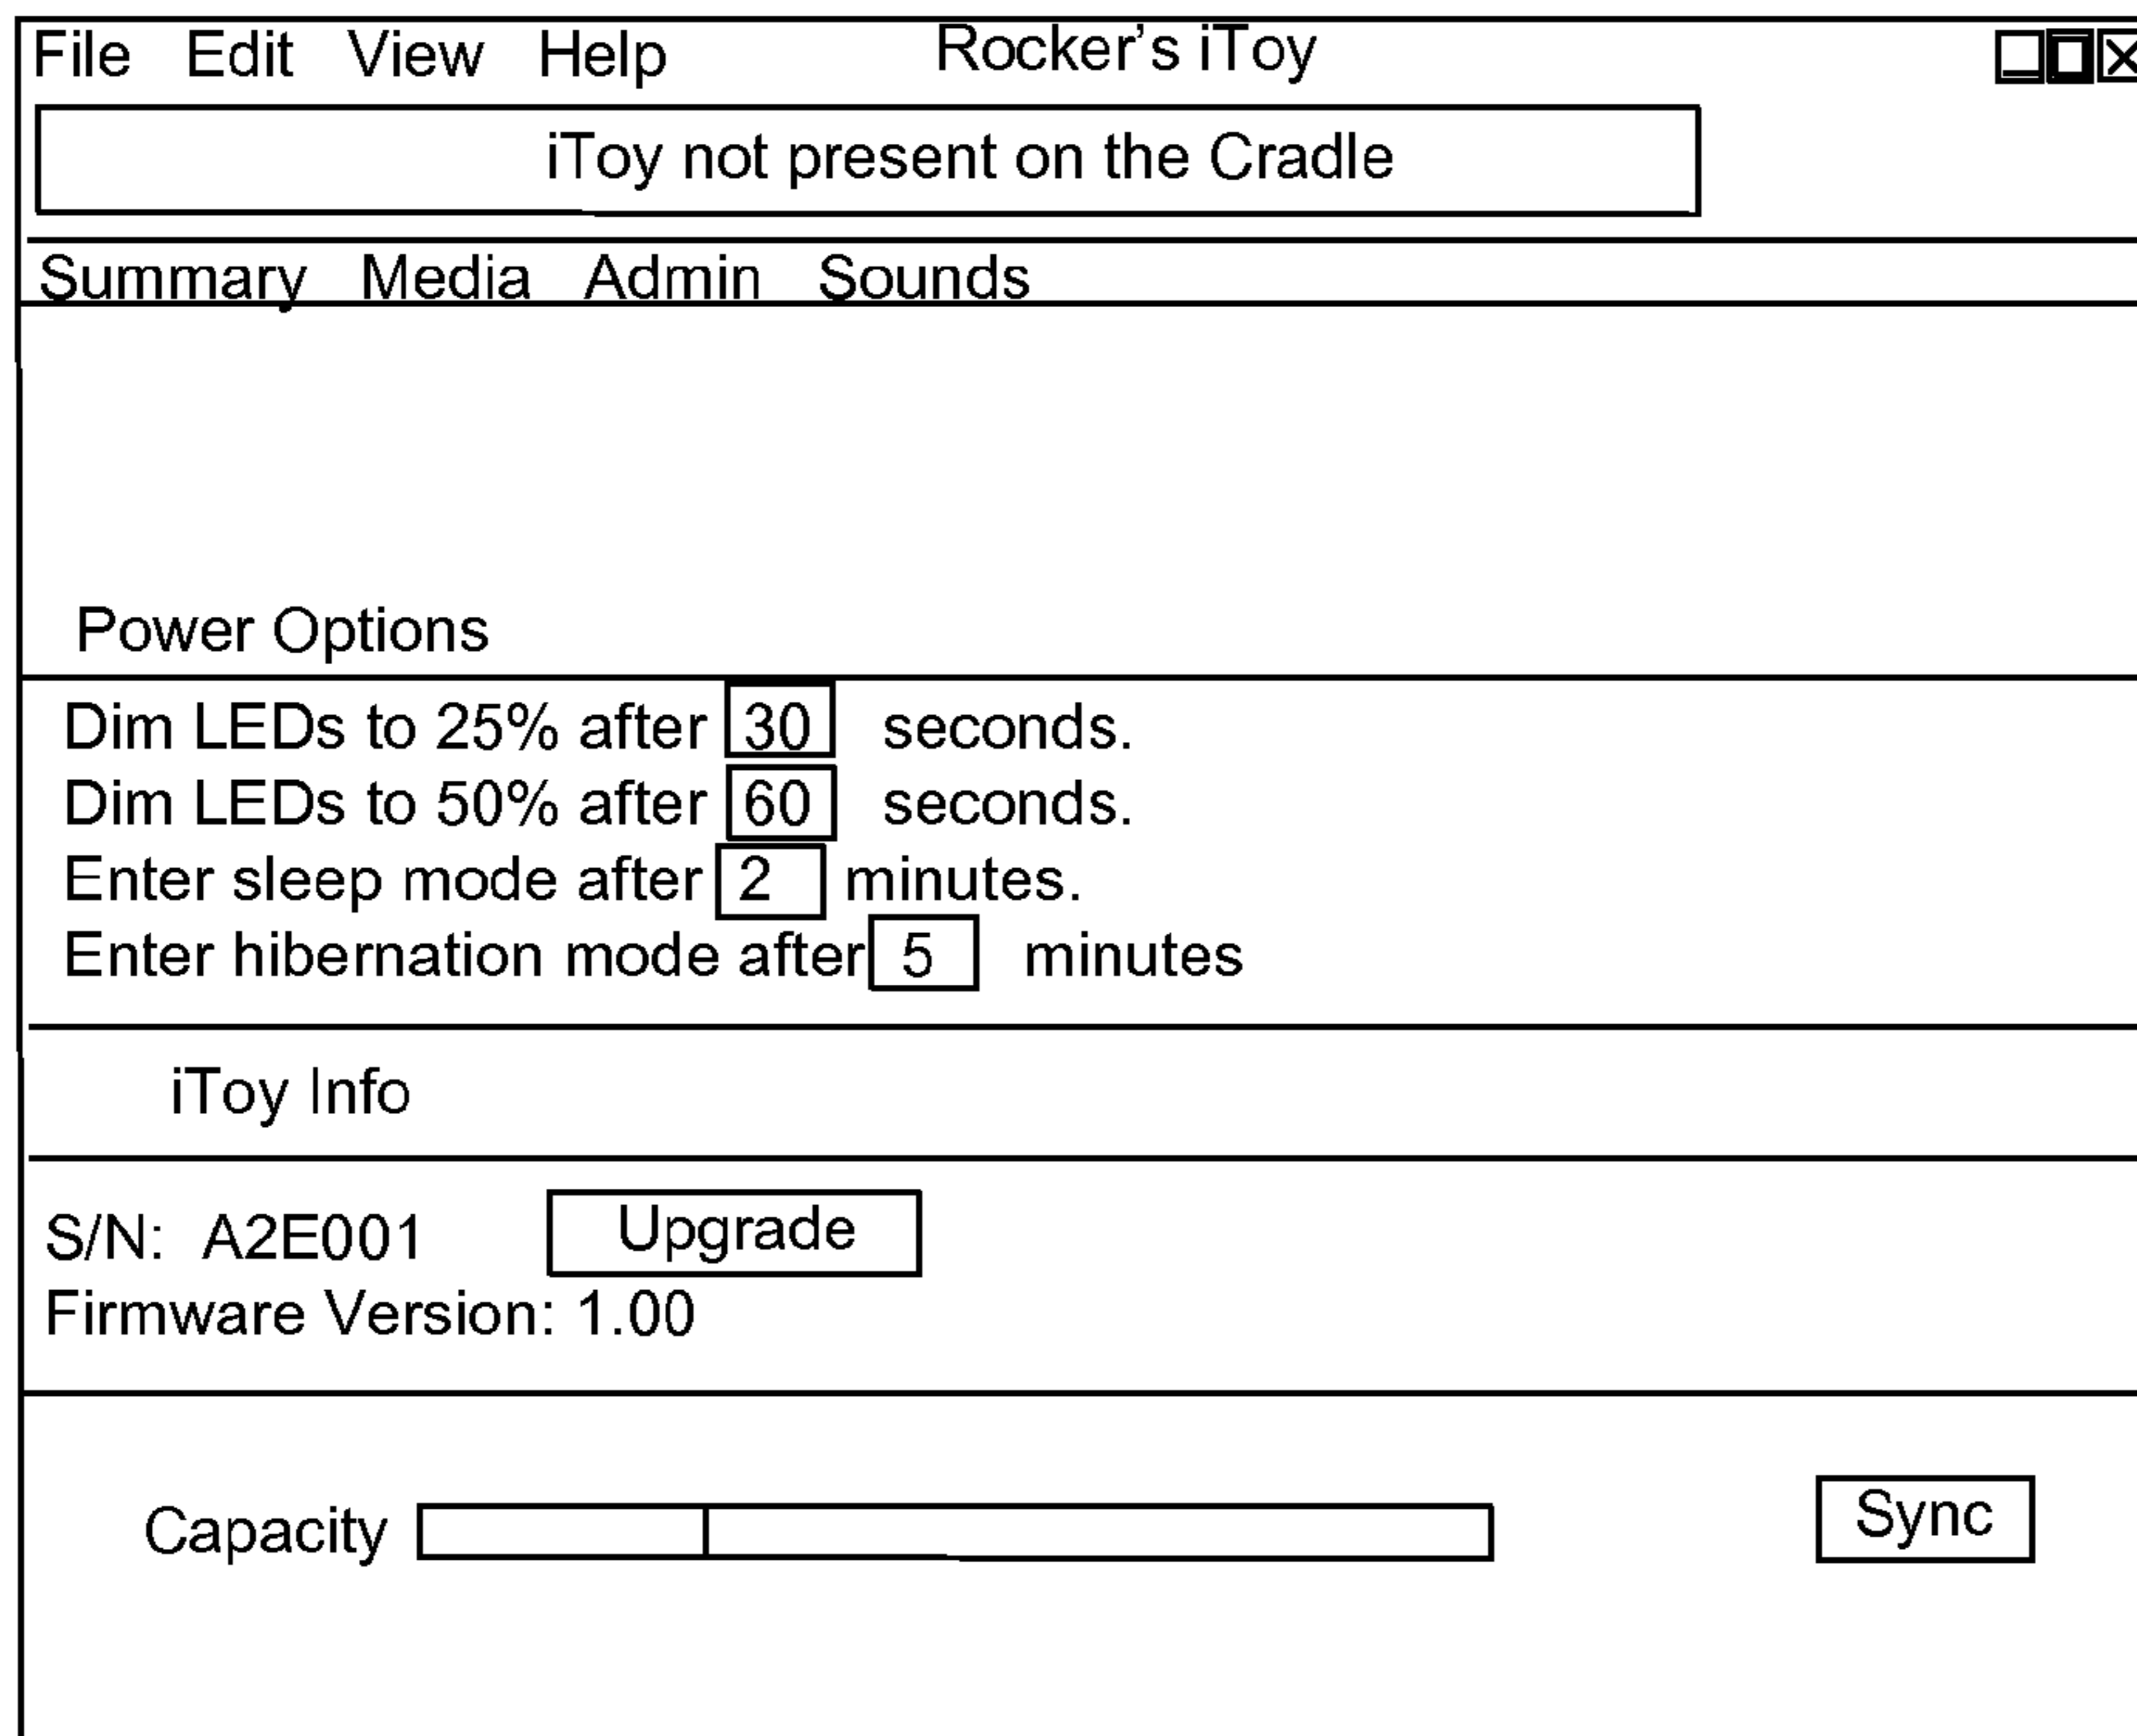 File Edit View Help Rocker's iToy
iToy not present on the Cradle
Summary Media Admin Sounds
Power Options
Dim LEDs to 25% after 30 seconds.
Dim LEDs to 50% after 60 seconds.
Enter sleep mode after 2 minutes.
Enter hibernation mode after 5 minutes
iToy Info
S/N: A2E001 Upgrade
Firmware Version: 1.00
Capacity Sync